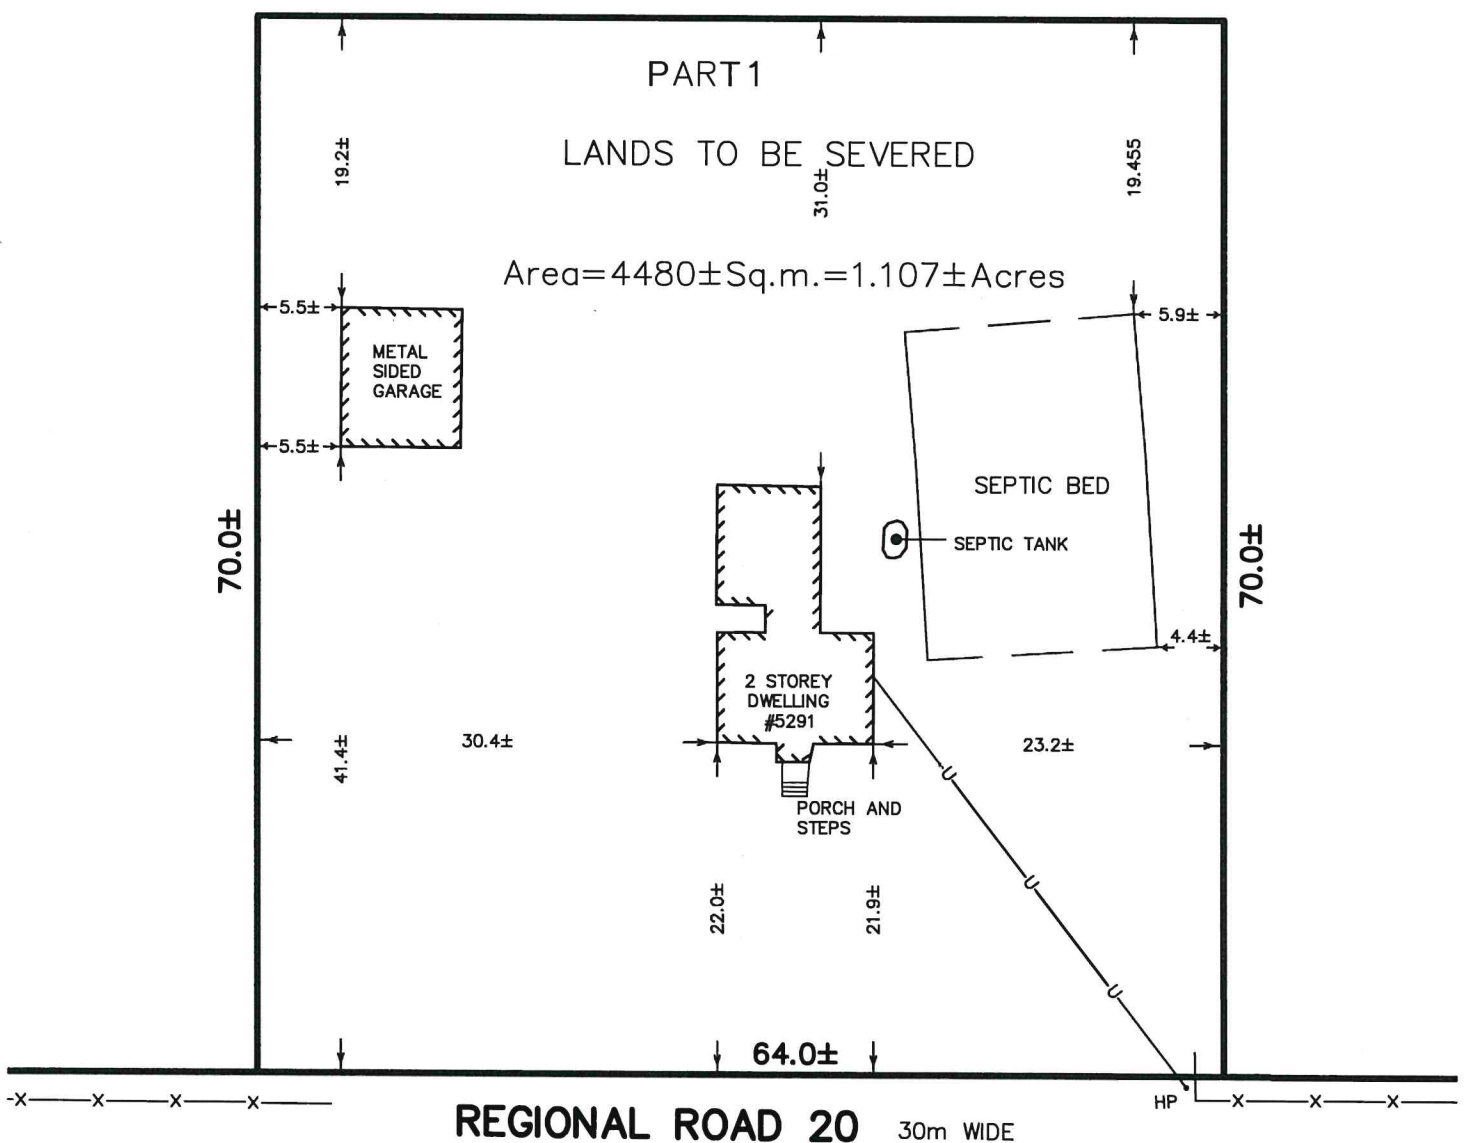 PART 1
LANDS TO BE SEVERED
19.2±
31.0±
19.455
Area=4480±Sq.m.=1.107±Acres
5.5±
5.9±
METAL
SIDED
GARAGE
5.5±
SEPTIC BED
SEPTIC TANK
70.0±
70.0±
4.4±
2 STOREY
DWELLING
#5291
41.4±
30.4±
23.2±
U
PORCH AND
STEPS
U
22.0±
21.9±
U
64.0±
-X X X X
HP
X X X
REGIONAL ROAD 20 30m WIDE